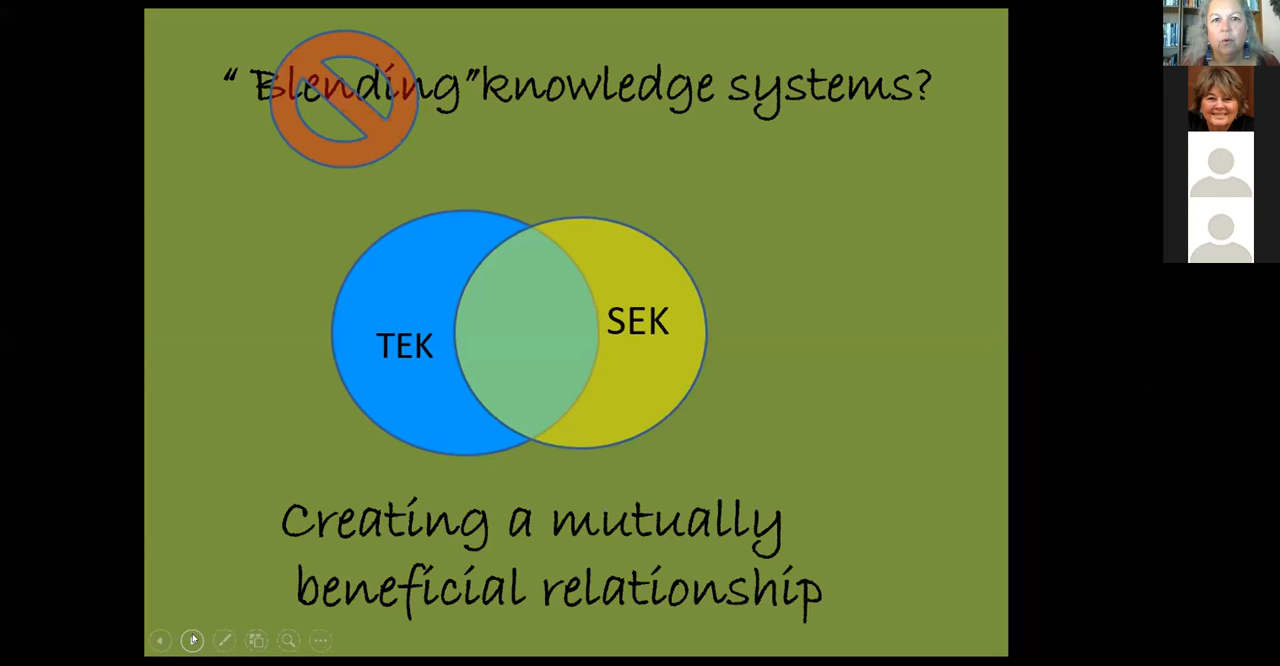 “ Blending”knowledge systems?
TEK
SEK
Creating a mutually
beneficial relationship